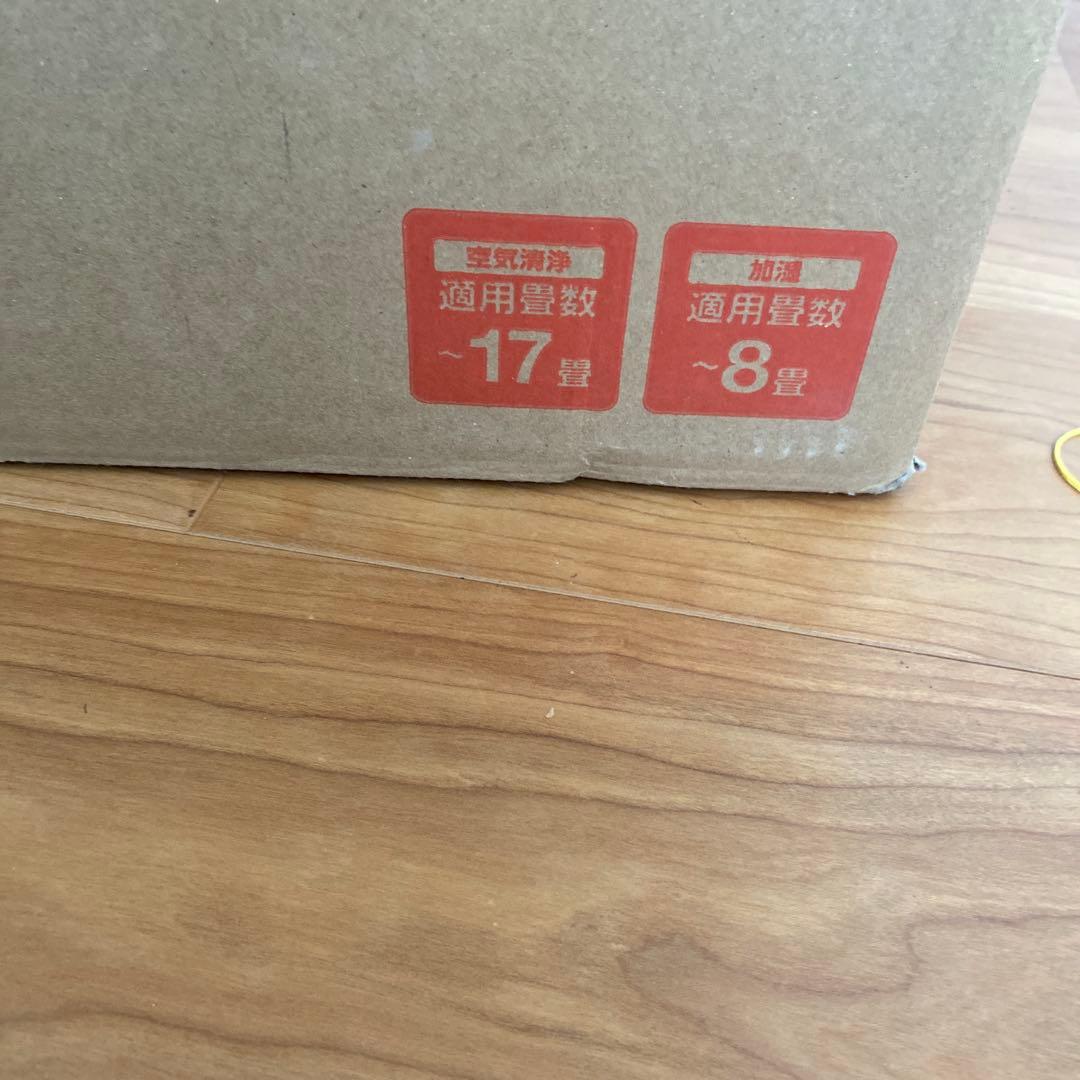 空気清浄
適用畳数
~17畳
加湿
適用畳数
~8畳